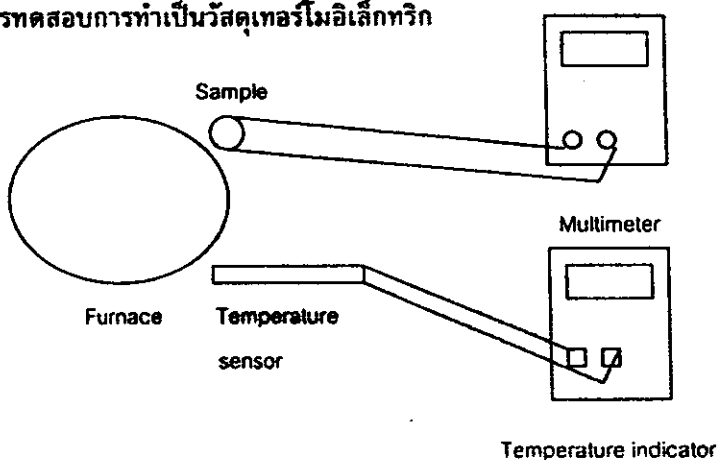 รทดสอบการทำเป็นวัสดุเทอร์โมอิเล็กทริก
Sample
Multimeter
Furnace
Temperature
sensor
Temperature indicator